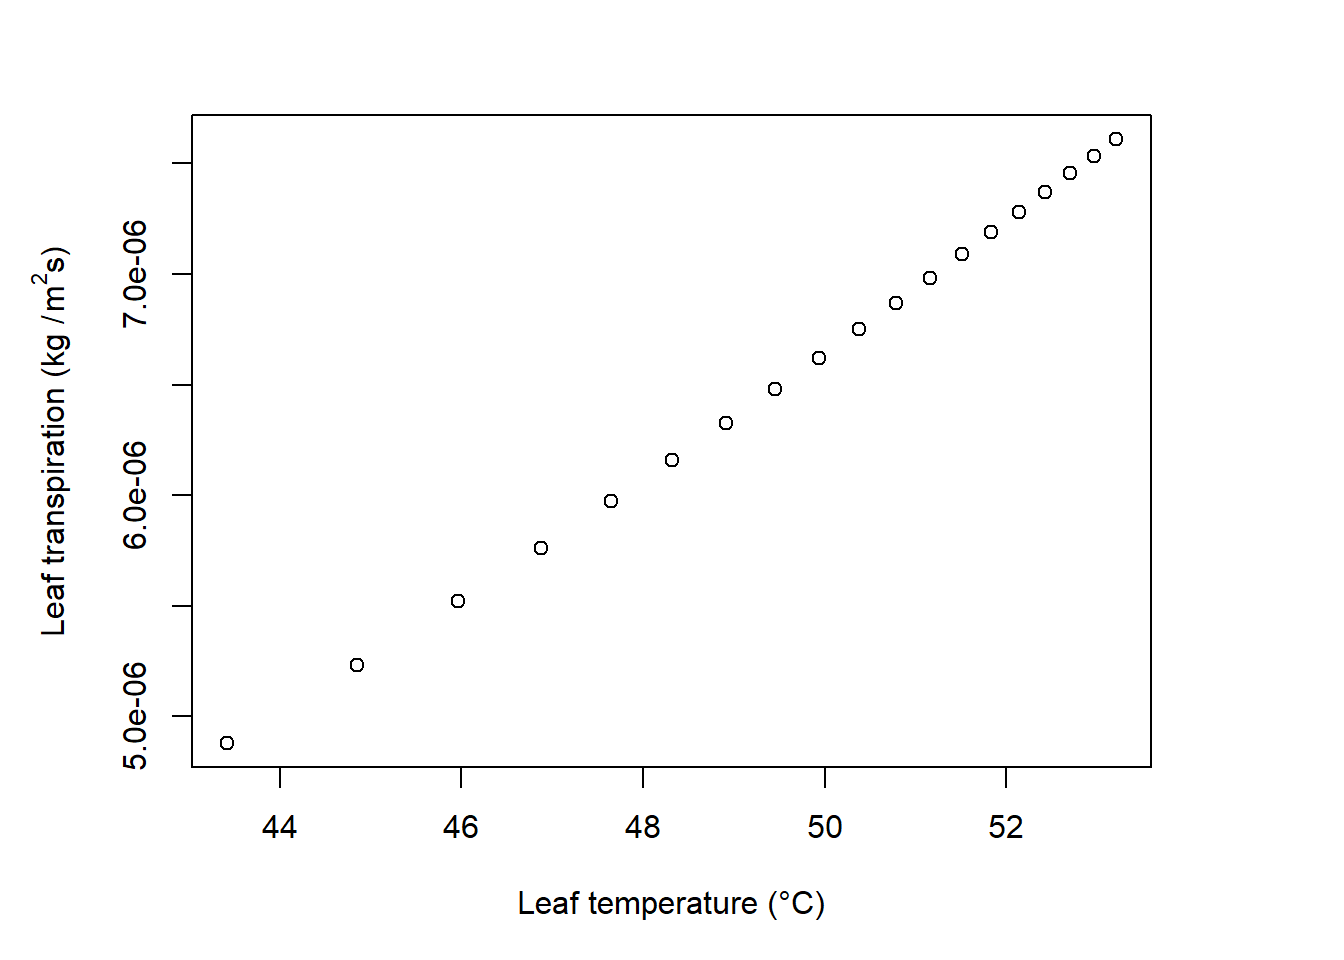 Leaf transpiration (kg /m²s)
7.0e-06
6.0e-06
5.0e-06
44 46 48 50 52
Leaf temperature (°C)